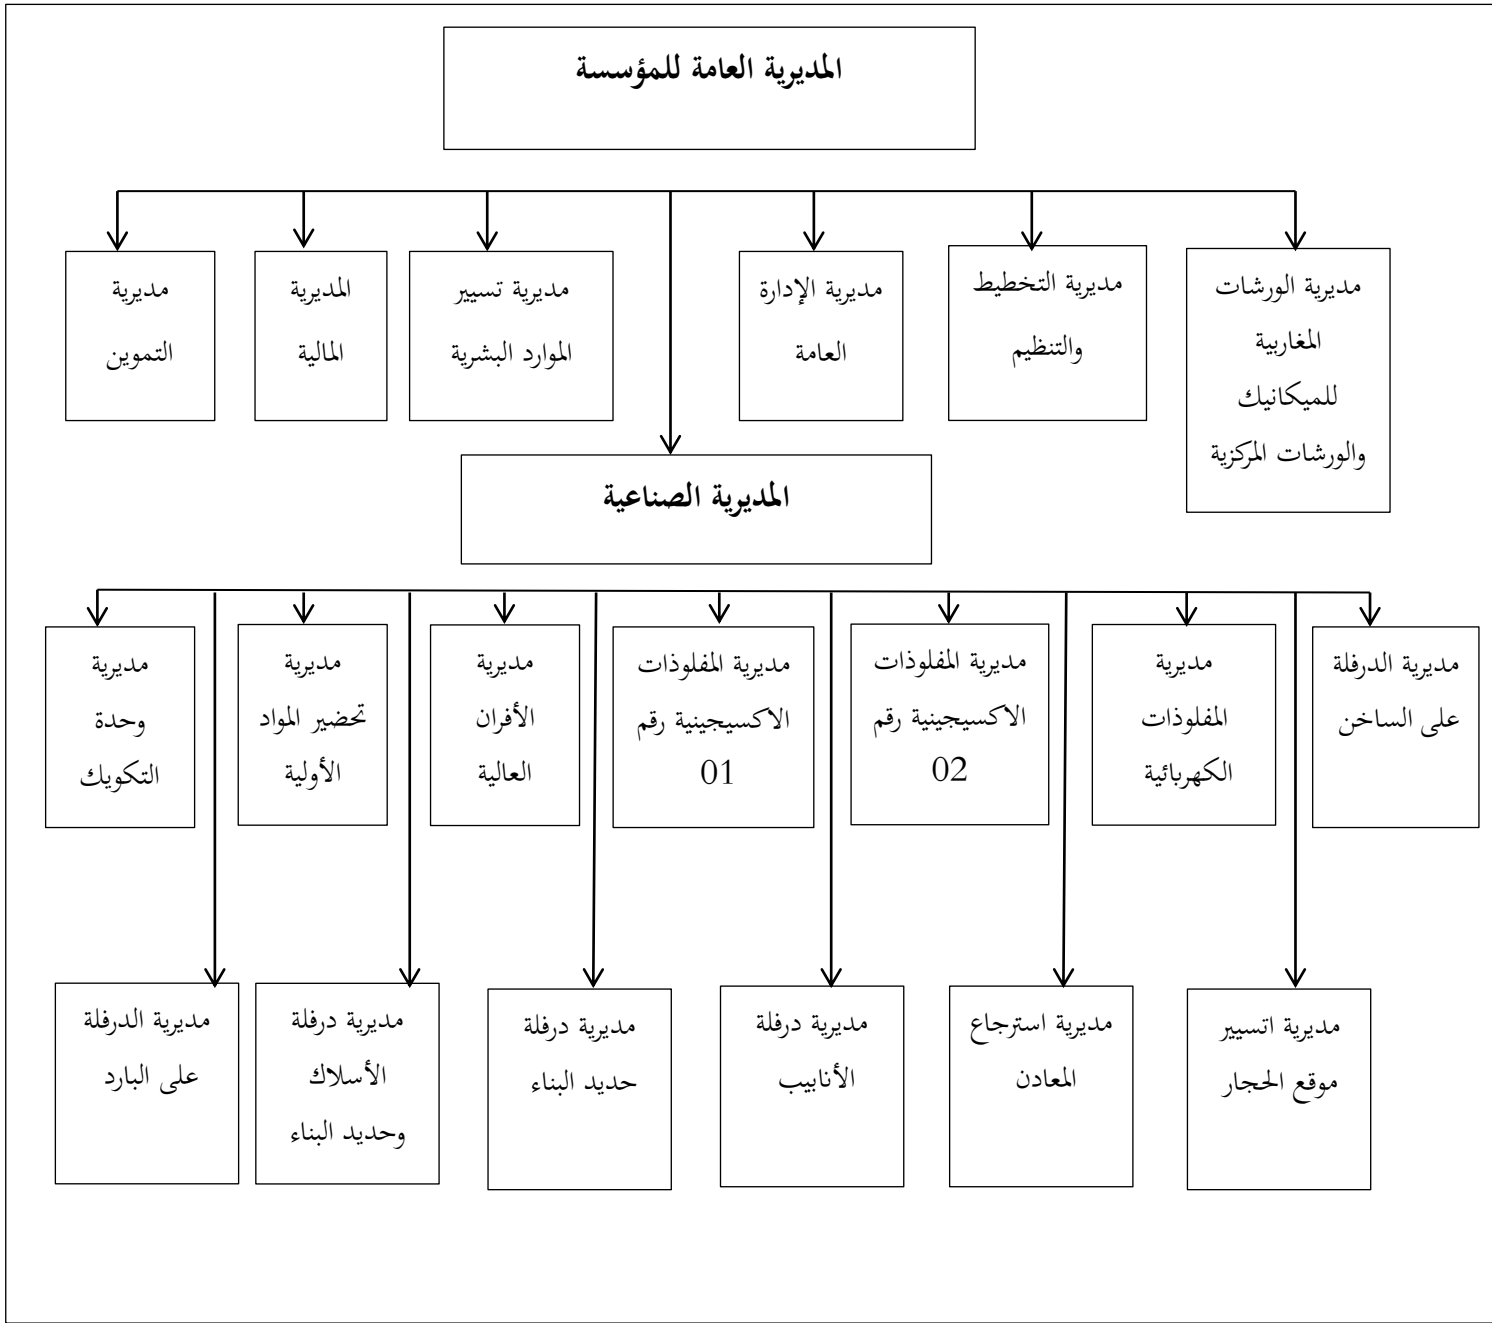 المديرية العامة للمؤسسة
مديرية الورشات
المغاربية
للميكانيك
والورشات المركزية
مديرية التخطيط
والتنظيم
مديرية الإدارة
العامة
مديرية تسيير
الموارد البشرية
المديرية
المالية
مديرية
التموين
المديرية الصناعية
مديرية الدرفلة
على الساخن
مديرية
المفلوذات
الكهربائية
مديرية المفلوذات
الاكسيجينية رقم
02
مديرية المفلوذات
الاكسيجينية رقم
01
مديرية
الأفران
العالية
مديرية
تحضير المواد
الأولية
مديرية
وحدة
التكويك
مديرية اتسيير
موقع الحجار
مديرية استرجاع
المعادن
مديرية درفلة
الأنابيب
مديرية درفلة
حديد البناء
مديرية درفلة
الأسلاك
وحديد البناء
مديرية الدرفلة
على البارد